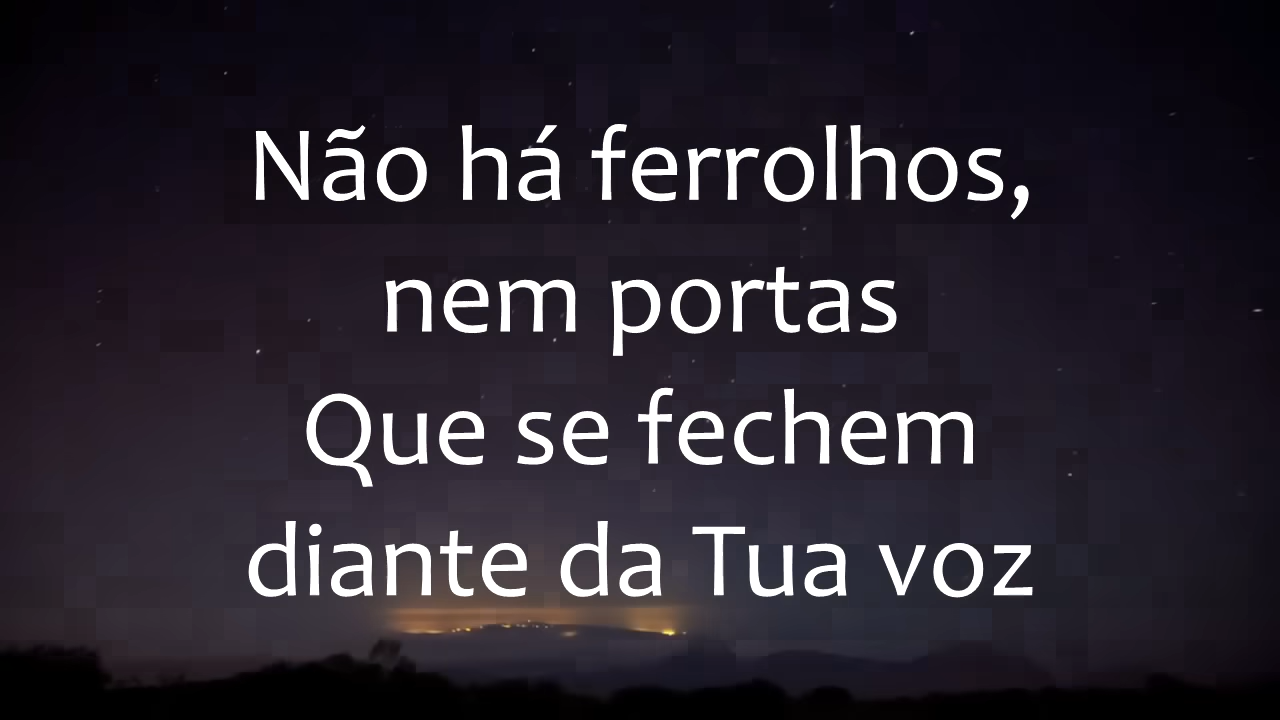 Não há ferrolhos,
nem portas
Que se fechem
diante da Tua voz